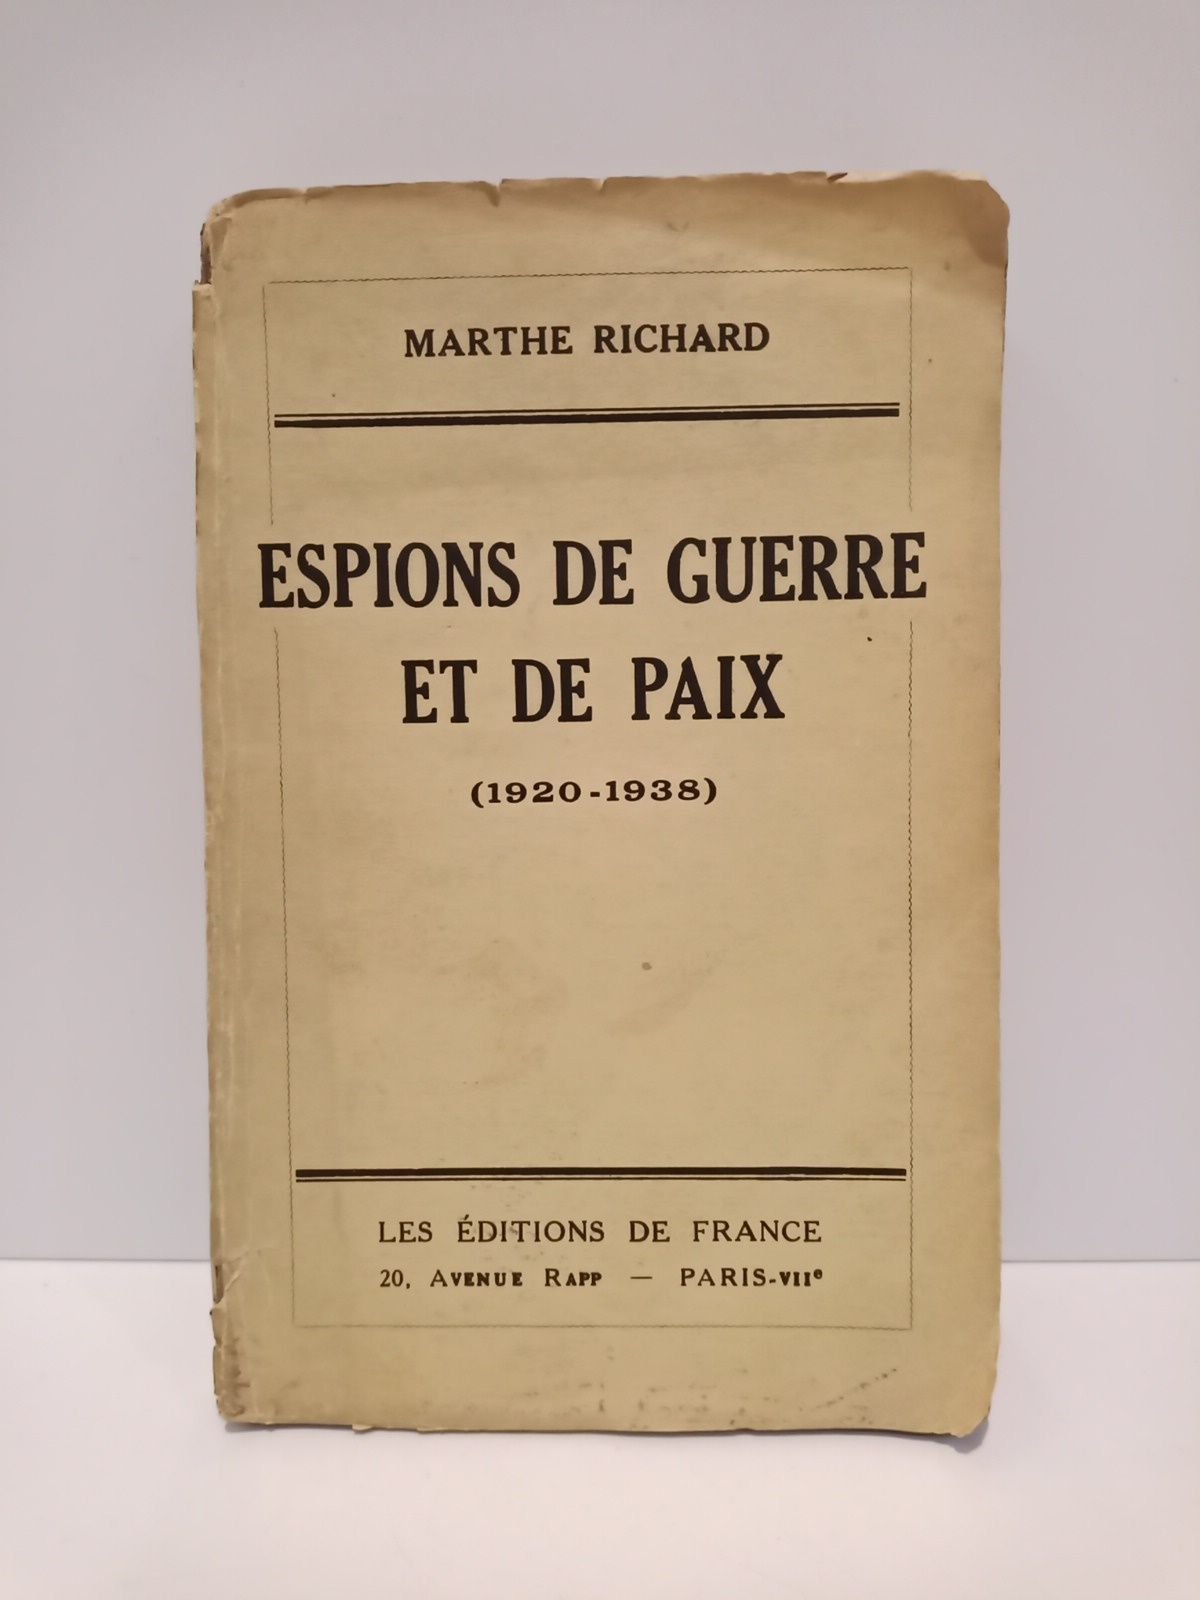 MARTHE RICHARD
ESPIONS DE GUERRE
ET DE PAIX
(1920-1938)
LES ÉDITIONS DE FRANCE
20, AVENUE RAPP — PARIS-VIIᵉ